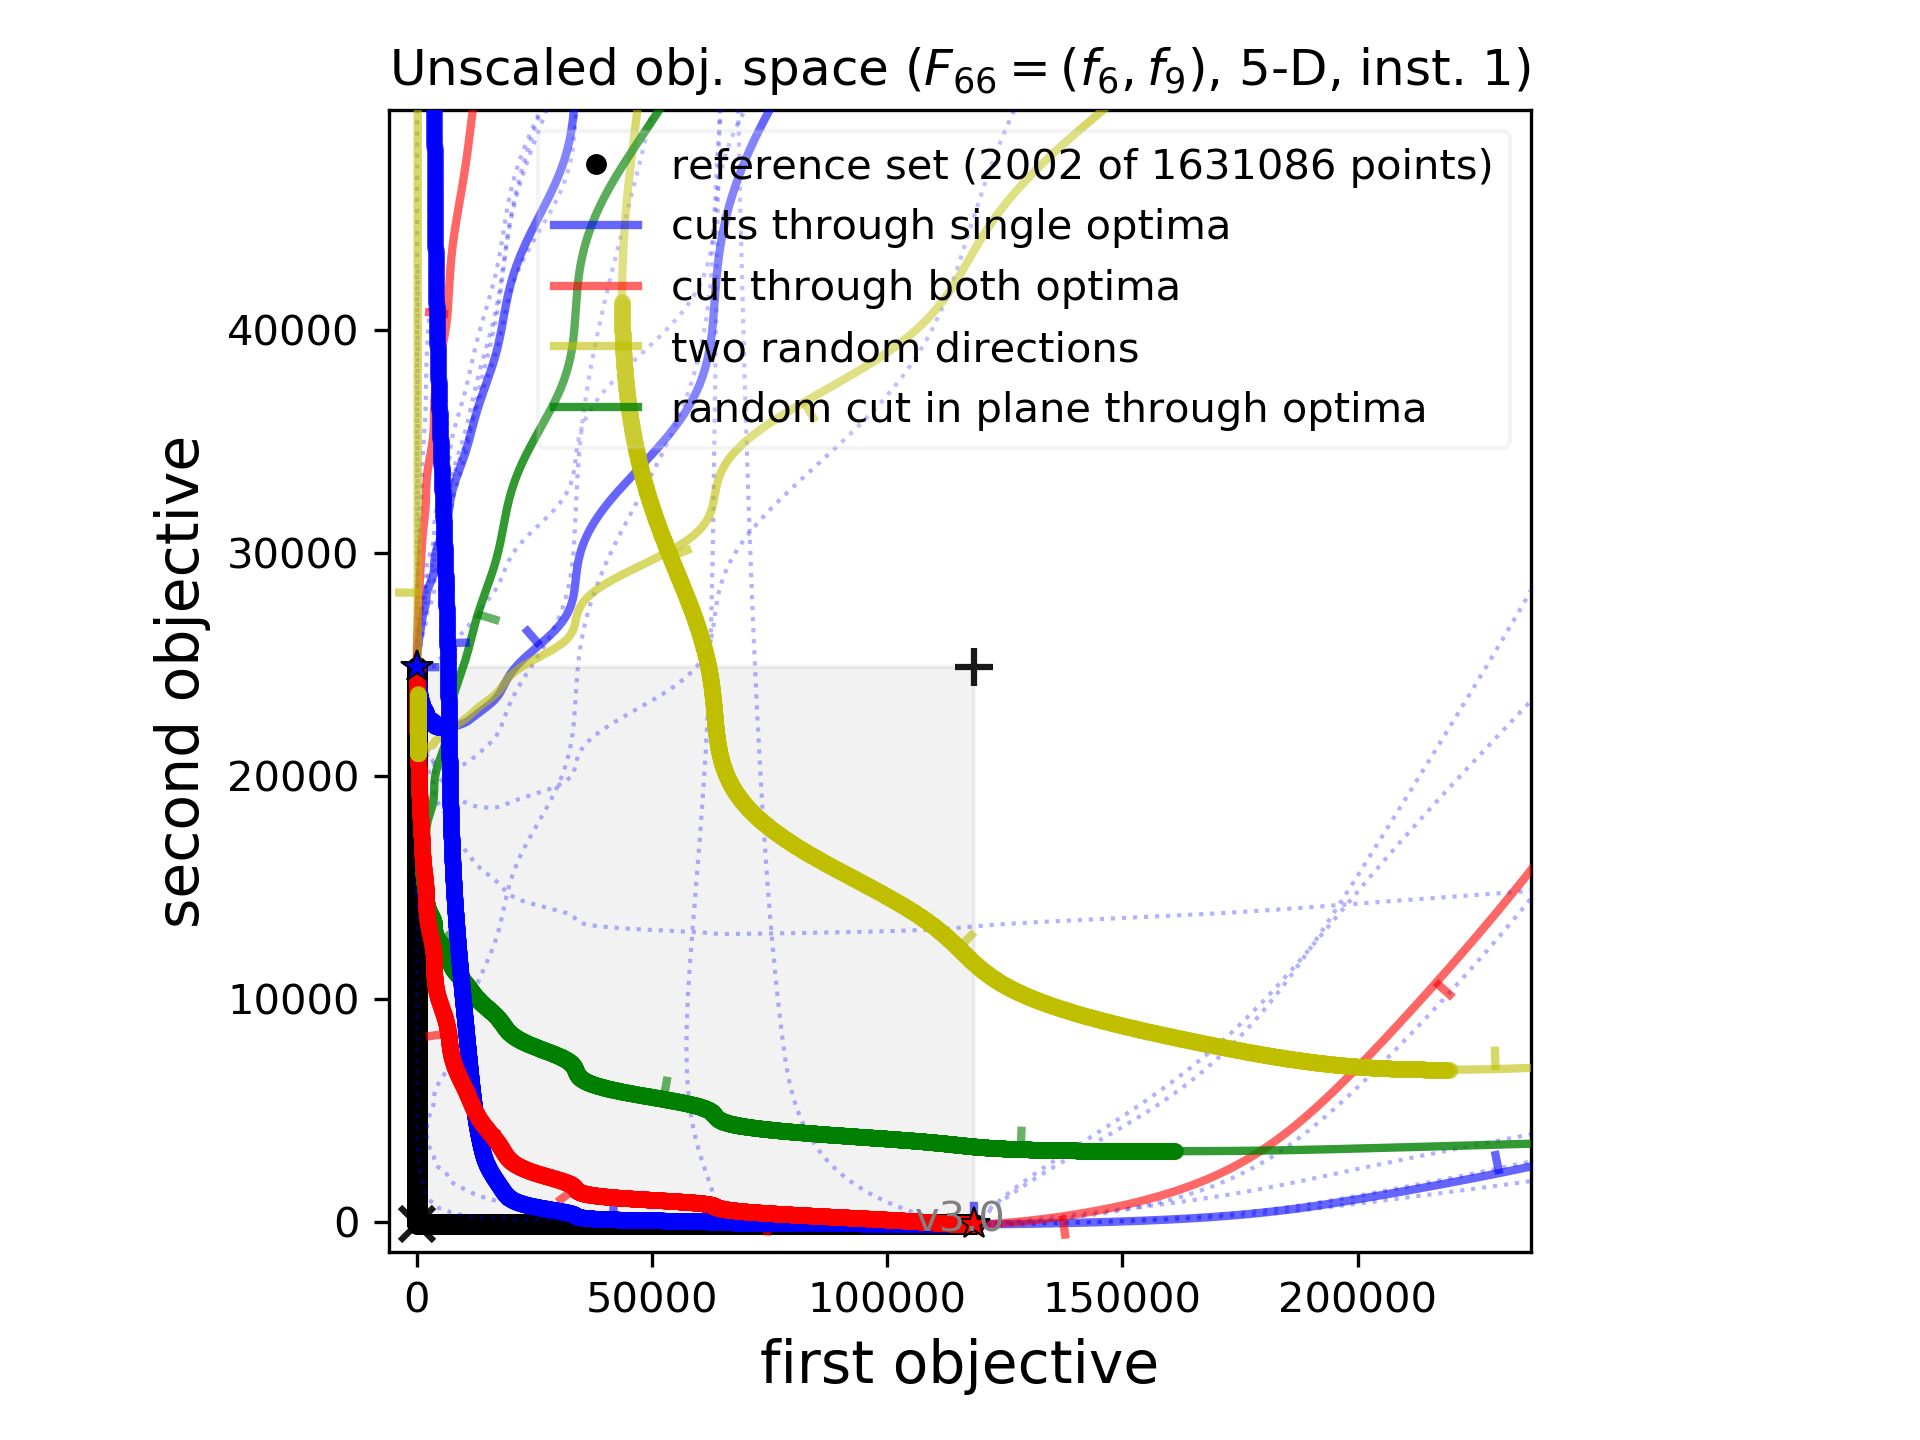 Unscaled obj. space (F66 = (f6, f9), 5-D, inst. 1)
reference set (2002 of 1631086 points)
cuts through single optima
cut through both optima
two random directions
random cut in plane through optima
second objective
40000
30000
20000
10000
0
v3.0
0 50000 100000 150000 200000
first objective